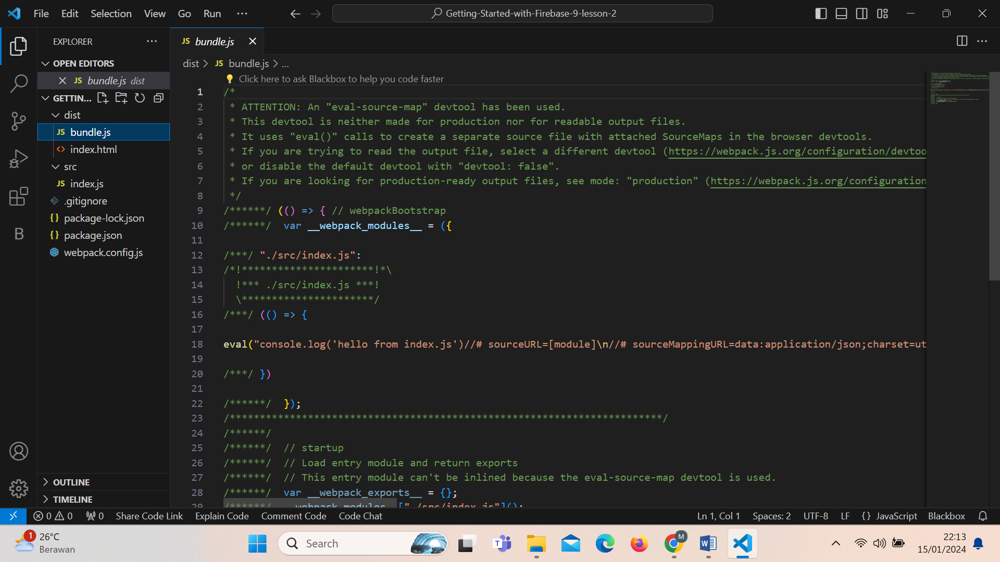 File Edit Selection View Go Run ...
Getting-Started-with-Firebase-9-lesson-2
EXPLORER
OPEN EDITORS
JS bundle.js dist
GETTIN...
dist
JS bundle.js
<> index.html
src
JS index.js
.gitignore
{} package-lock.json
{} package.json
webpack.config.js
OUTLINE
TIMELINE
JS bundle.js
dist > JS bundle.js > ...
Click here to ask Blackbox to help you code faster
1 /*
2 * ATTENTION: An "eval-source-map" devtool has been used.
3 * This devtool is neither made for production nor for readable output files.
4 * It uses "eval()" calls to create a separate source file with attached SourceMaps in the browser devtools.
5 * If you are trying to read the output file, select a different devtool (https://webpack.js.org/configuration/devtoo
6 * or disable the default devtool with "devtool: false".
7 * If you are looking for production-ready output files, see mode: "production" (https://webpack.js.org/configuration
8 */
9 /******/ (() => { // webpackBootstrap
10 /******/ var __webpack_modules__ = ({
11
12 /***/ "./src/index.js":
13 /*!**********************!*\
14 !*** ./src/index.js ***!
15 \**********************/
16 /***/ (() => {
17
18 eval("console.log('hello from index.js')//# sourceURL=[module]\n//# sourceMappingURL=data:application/json;charset=ut
19
20 /***/ })
21
22 /******/ });
23 /************************************************************************/
24 /******/
25 /******/ // startup
26 /******/ // Load entry module and return exports
27 /******/ // This entry module can't be inlined because the eval-source-map devtool is used.
28 /******/ var __webpack_exports__ = {};
29 /******/ __webpack_modules__["./src/index.js"]();
0 0 0 Share Code Link Explain Code Comment Code Code Chat Ln 1, Col 1 Spaces: 2 UTF-8 LF {} JavaScript Blackbox
1 26°C
Berawan
Search
T
M
22:13
15/01/2024